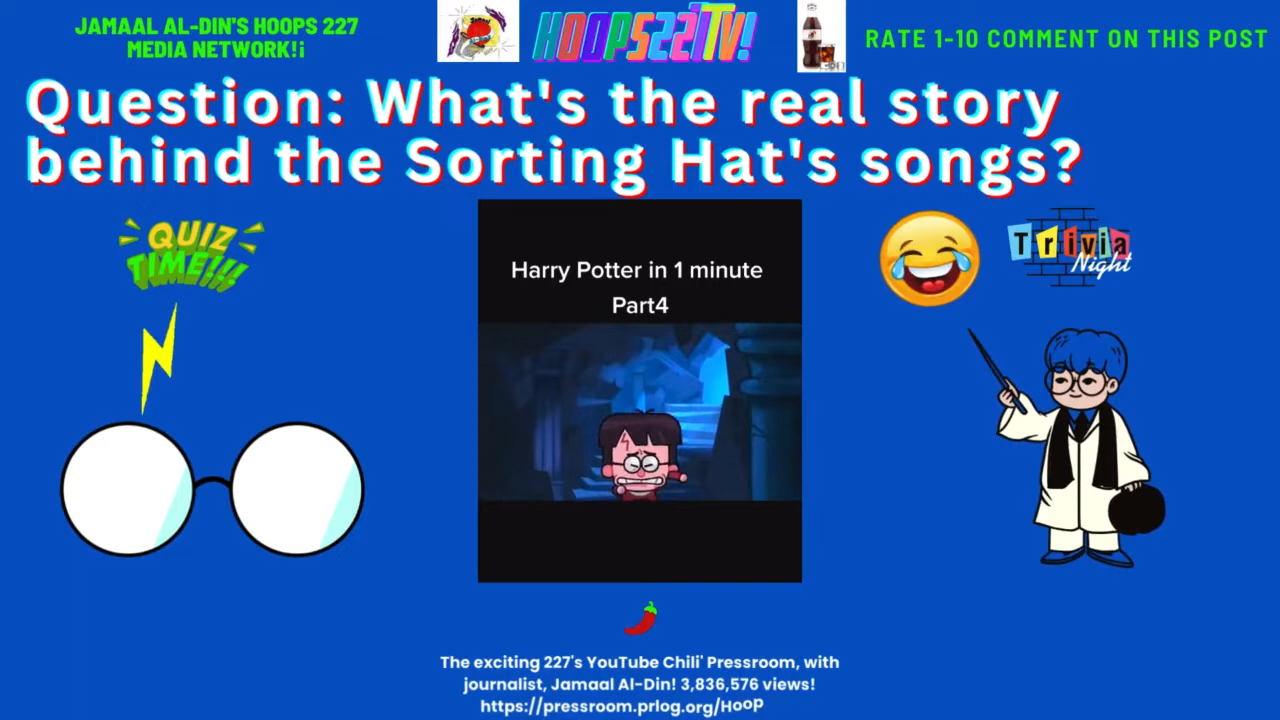 JAMAAL AL-DIN'S HOOPS 227
MEDIA NETWORK!¡
Jamaal
HOOPS227TV!
RATE 1-10 COMMENT ON THIS POST
Question: What's the real story
behind the Sorting Hat's songs?
QUIZ
TIME!!!
Trivia
Night
Harry Potter in 1 minute
Part4
The exciting 227's YouTube Chili' Pressroom, with
journalist, Jamaal Al-Din! 3,836,576 views!
https://pressroom.prlog.org/Hoop